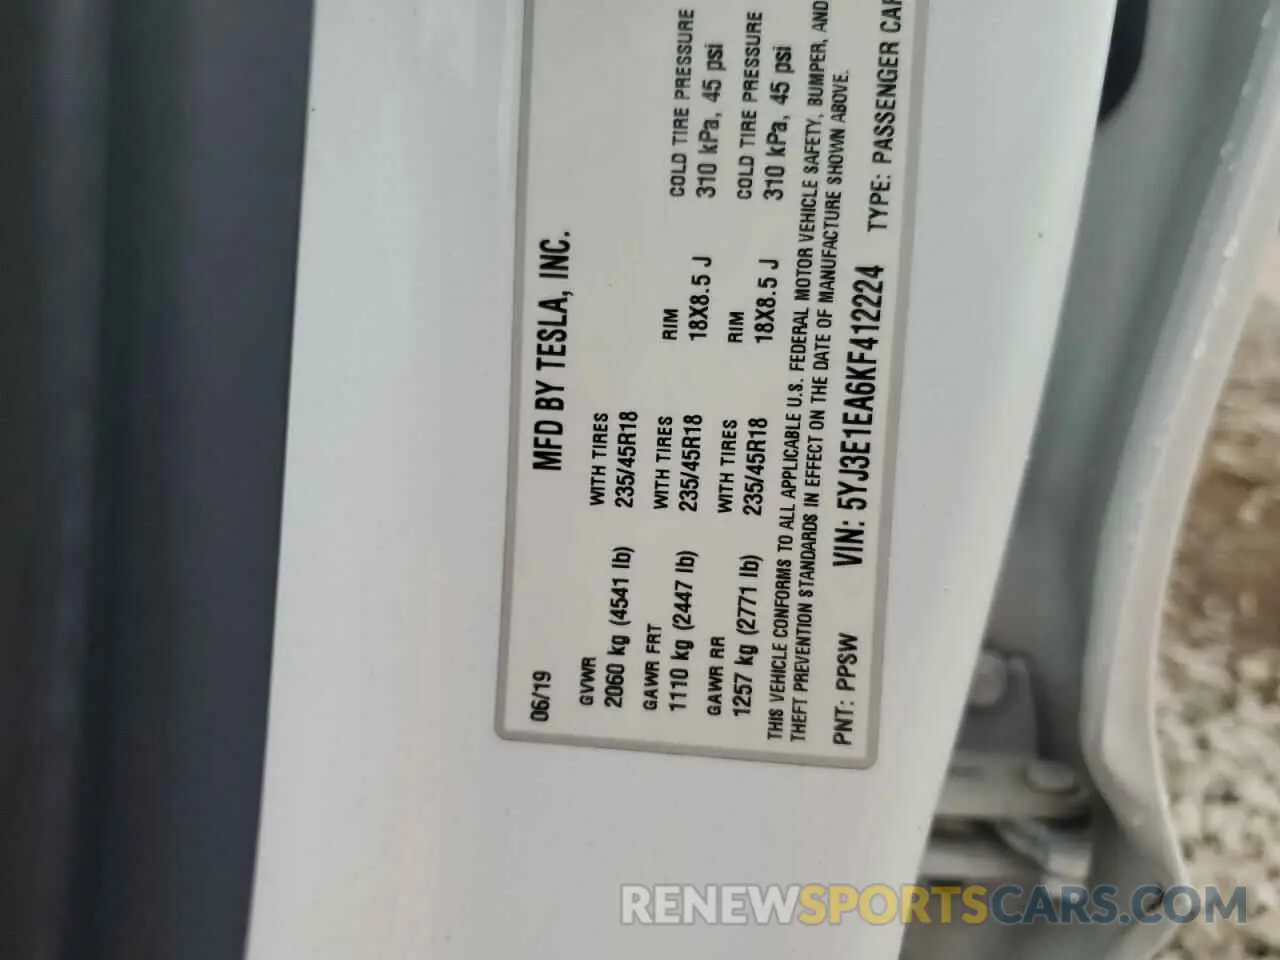 MFD BY TESLA, INC.
06/19
GVWR
2060 kg (4541 lb)
WITH TIRES
235/45R18
GAWR FRT
1110 kg (2447 lb)
WITH TIRES
235/45R18
RIM
18X8.5 J
COLD TIRE PRESSURE
310 kPa, 45 psi
GAWR RR
1257 kg (2771 lb)
WITH TIRES
235/45R18
RIM
18X8.5 J
COLD TIRE PRESSURE
310 kPa, 45 psi
THIS VEHICLE CONFORMS TO ALL APPLICABLE U.S. FEDERAL MOTOR VEHICLE SAFETY, BUMPER, AND
THEFT PREVENTION STANDARDS IN EFFECT ON THE DATE OF MANUFACTURE SHOWN ABOVE.
PNT: PPSW VIN: 5YJ3E1EA6KF412224 TYPE: PASSENGER CAR
RENEWSPORTSCARS.COM